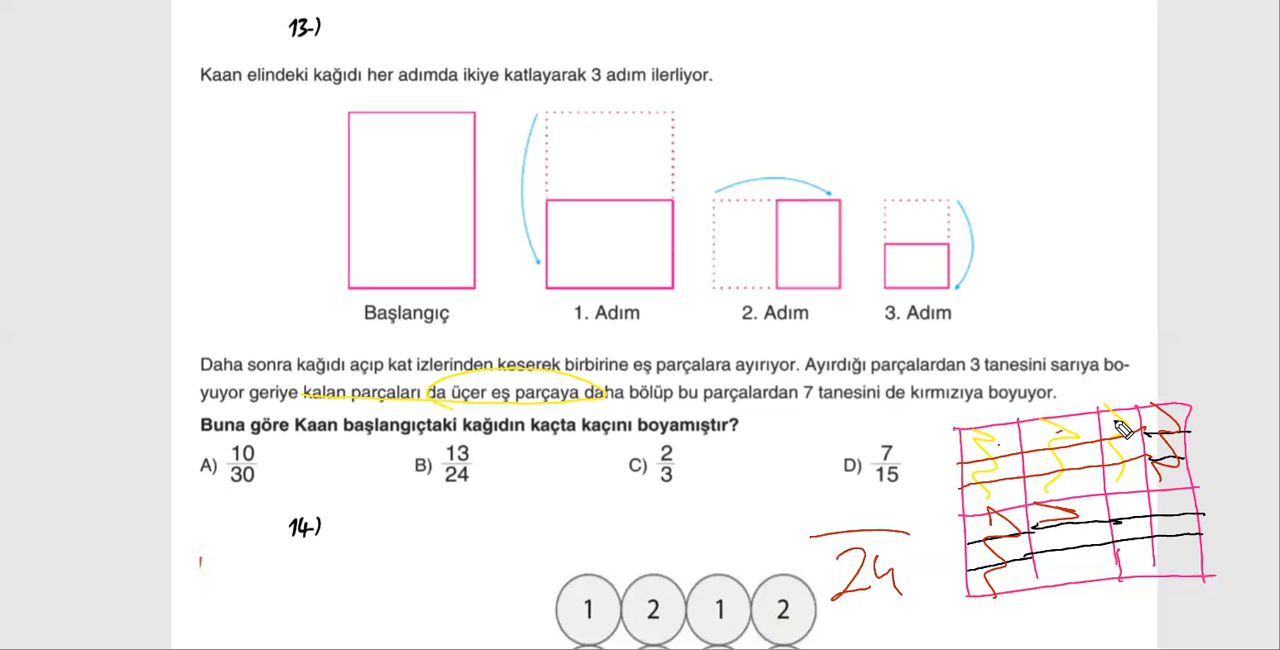 13-)
Kaan elindeki kağıdı her adımda ikiye katlayarak 3 adım ilerliyor.
Başlangıç 1. Adım 2. Adım 3. Adım
Daha sonra kağıdı açıp kat izlerinden keserek birbirine eş parçalara ayırıyor. Ayırdığı parçalardan 3 tanesini sarıya bo-
yuyor geriye kalan parçaları da üçer eş parçaya daha bölüp bu parçalardan 7 tanesini de kırmızıya boyuyor.
Buna göre Kaan başlangıçtaki kağıdın kaçta kaçını boyamıştır?
A) 10/30 B) 13/24 C) 2/3 D) 7/15
14-)
24
1 2 1 2